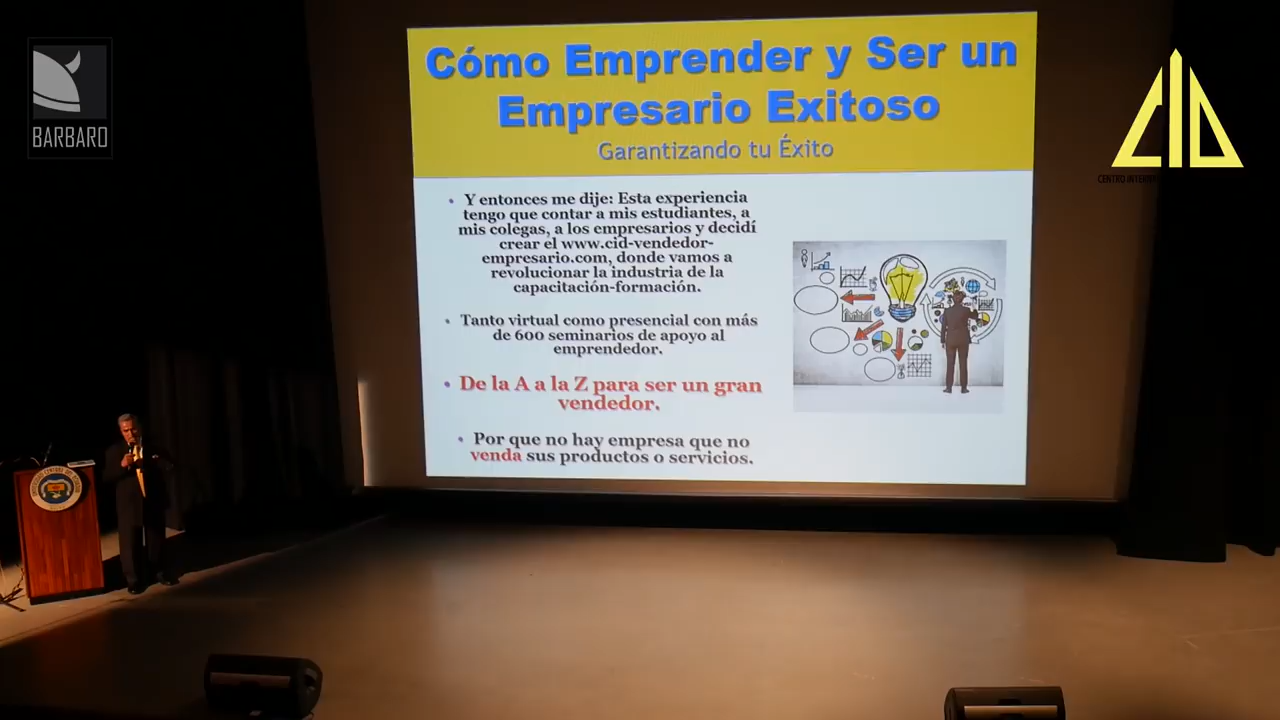 BARBARO
CID
CENTRO
Cómo Emprender y Ser un
Empresario Exitoso
Garantizando tu Éxito
• Y entonces me dije: Esta experiencia
tengo que contar a mis estudiantes, a
mis colegas, a los empresarios y decidí
crear el www.cid-vendedor-
empresario.com, donde vamos a
revolucionar la industria de la
capacitación-formación.
• Tanto virtual como presencial con más
de 600 seminarios de apoyo al
emprendedor.
• De la A a la Z para ser un gran
vendedor.
• Por que no hay empresa que no
venda sus productos o servicios.